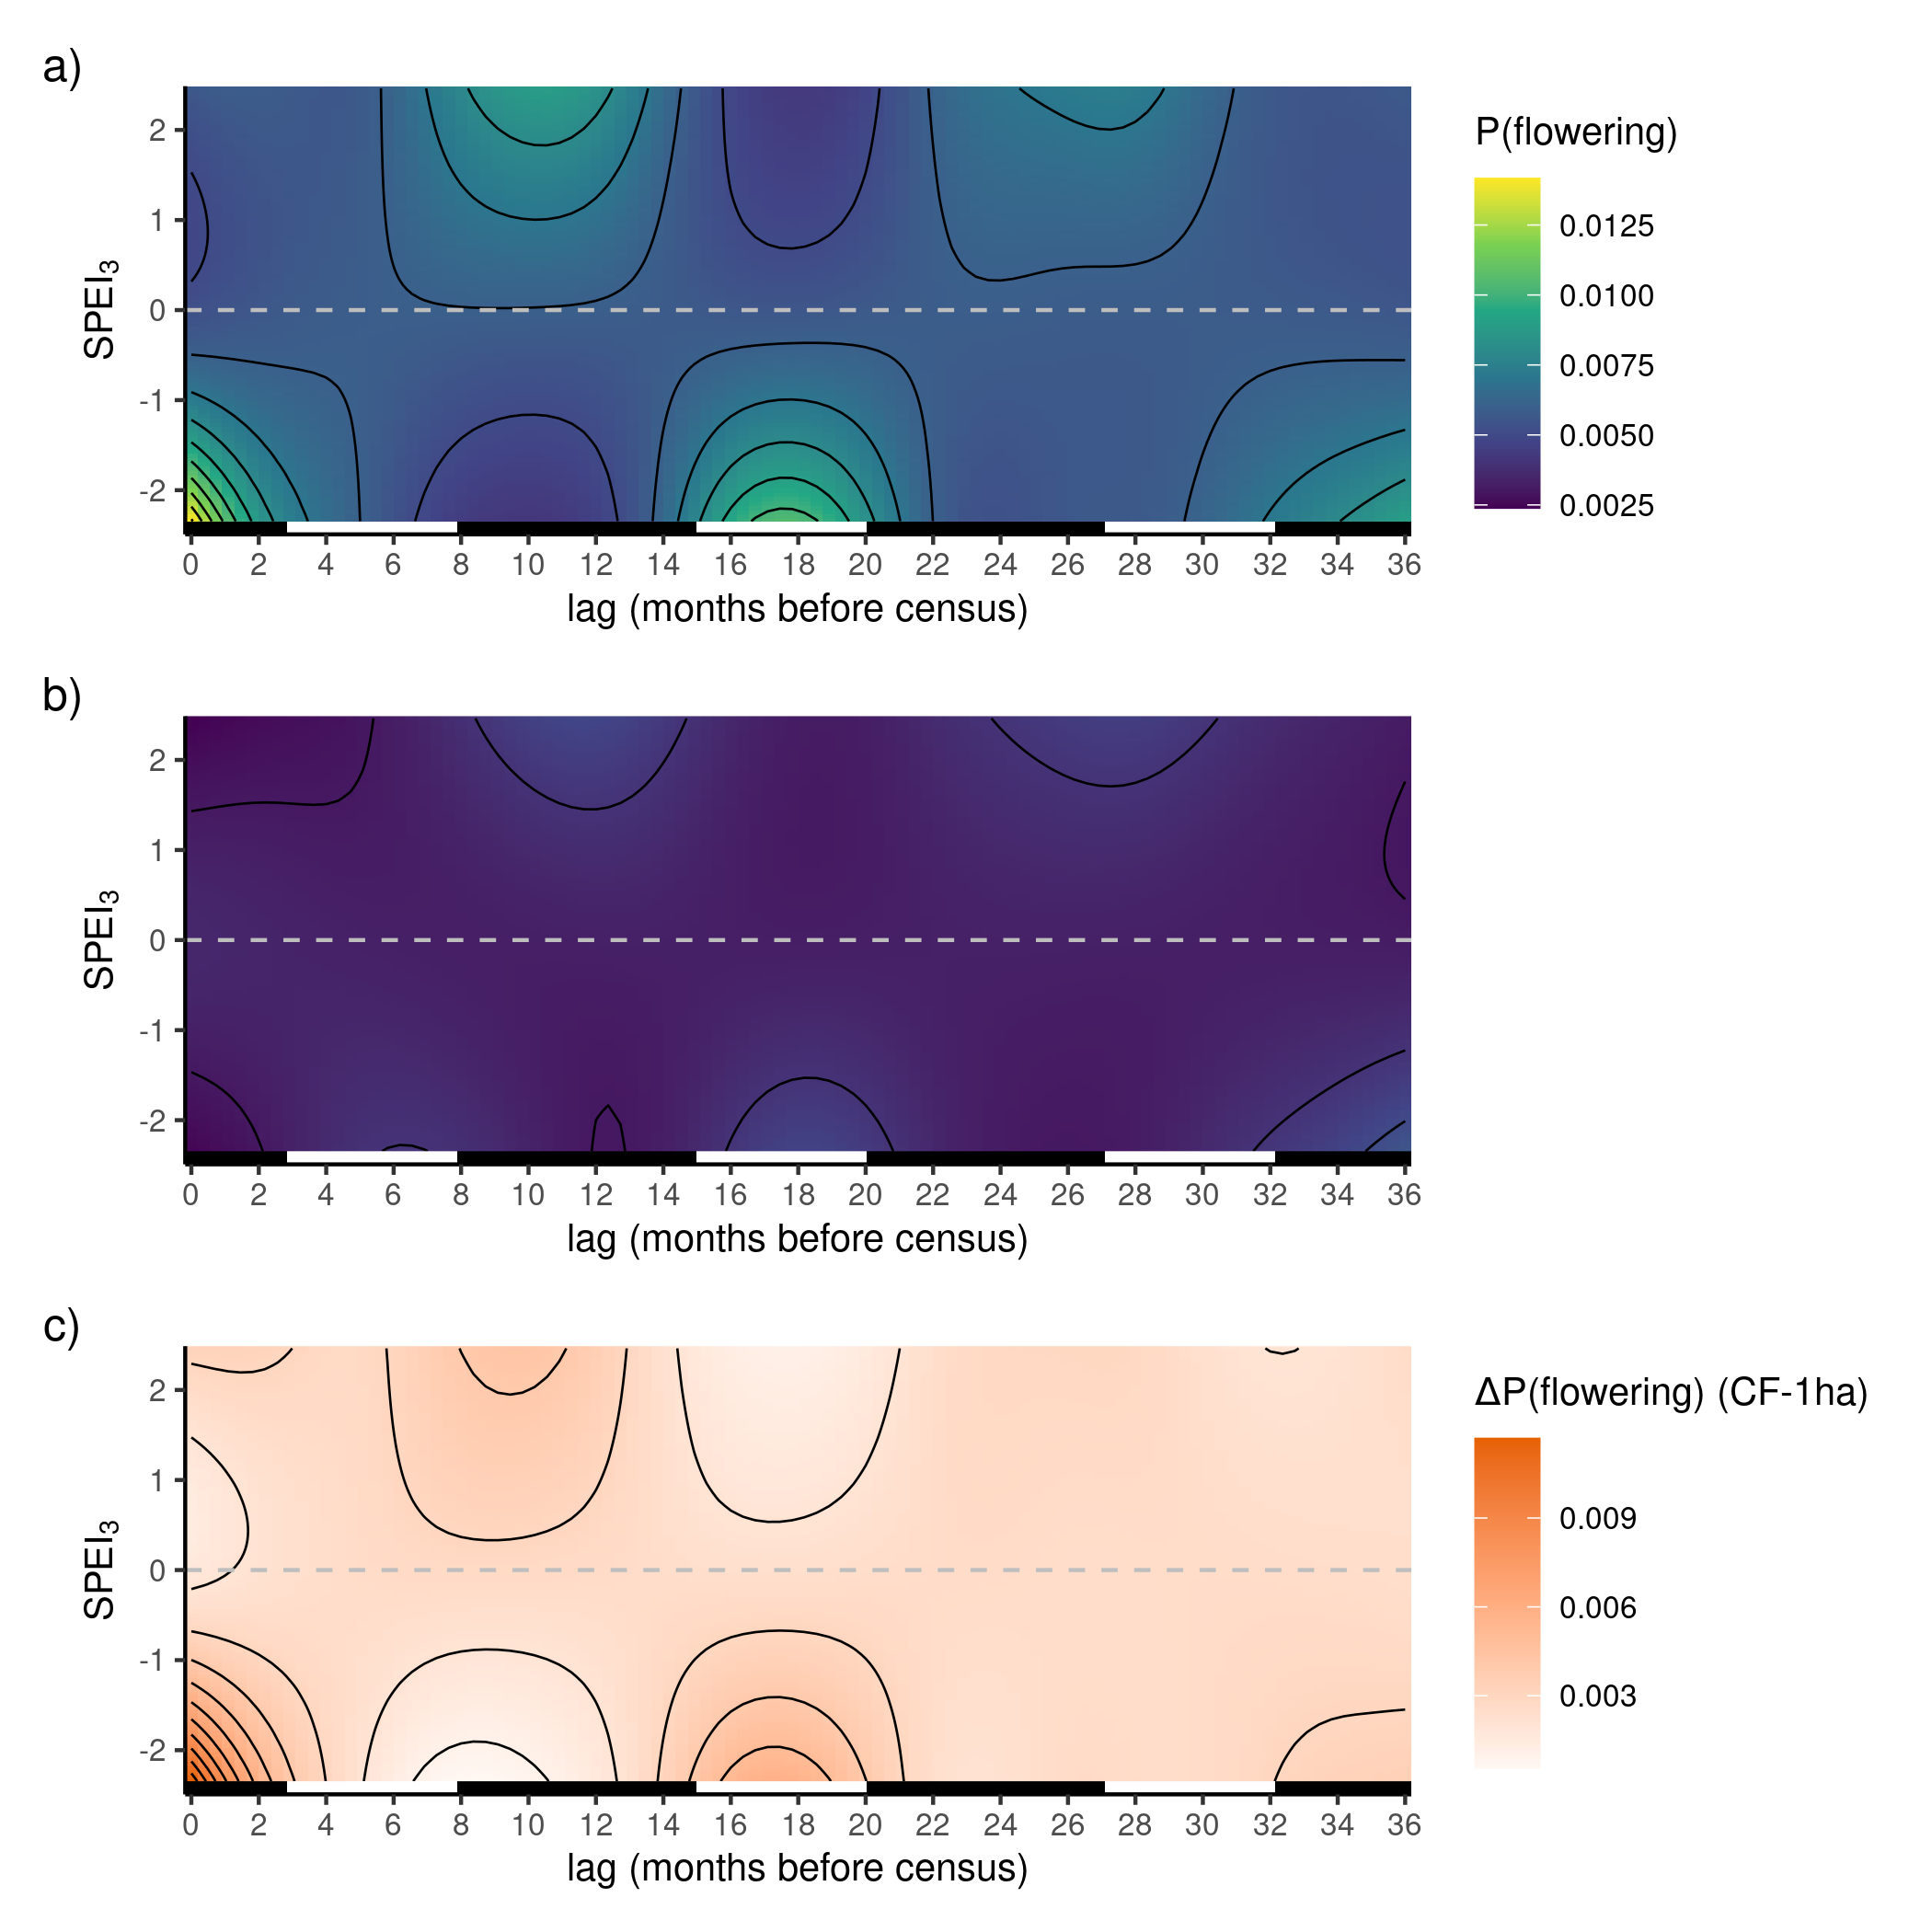 a)
P(flowering)
0.0125
0.0100
0.0075
0.0050
0.0025
SPEI₃
2
1
0
-1
-2
0 2 4 6 8 10 12 14 16 18 20 22 24 26 28 30 32 34 36
lag (months before census)
b)
SPEI₃
2
1
0
-1
-2
0 2 4 6 8 10 12 14 16 18 20 22 24 26 28 30 32 34 36
lag (months before census)
c)
ΔP(flowering) (CF-1ha)
0.009
0.006
0.003
SPEI₃
2
1
0
-1
-2
0 2 4 6 8 10 12 14 16 18 20 22 24 26 28 30 32 34 36
lag (months before census)